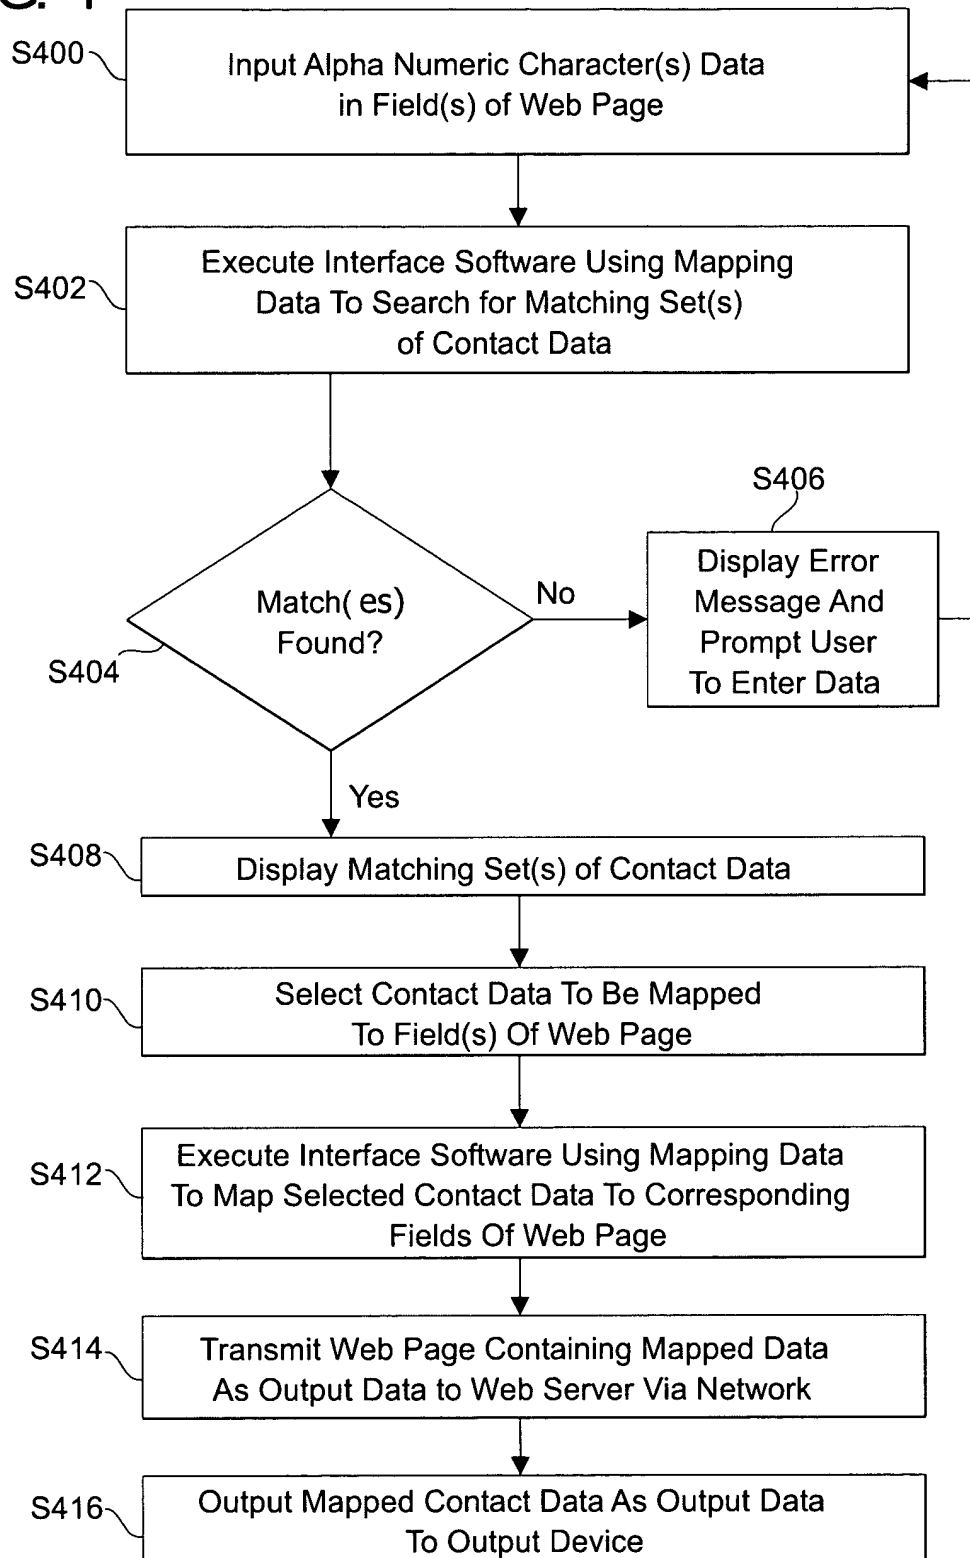 S400
Input Alpha Numeric Character(s) Data
in Field(s) of Web Page
S402
Execute Interface Software Using Mapping
Data To Search for Matching Set(s)
of Contact Data
S404
Match(es)
Found?
No
S406
Display Error
Message And
Prompt User
To Enter Data
Yes
S408
Display Matching Set(s) of Contact Data
S410
Select Contact Data To Be Mapped
To Field(s) Of Web Page
S412
Execute Interface Software Using Mapping Data
To Map Selected Contact Data To Corresponding
Fields Of Web Page
S414
Transmit Web Page Containing Mapped Data
As Output Data to Web Server Via Network
S416
Output Mapped Contact Data As Output Data
To Output Device